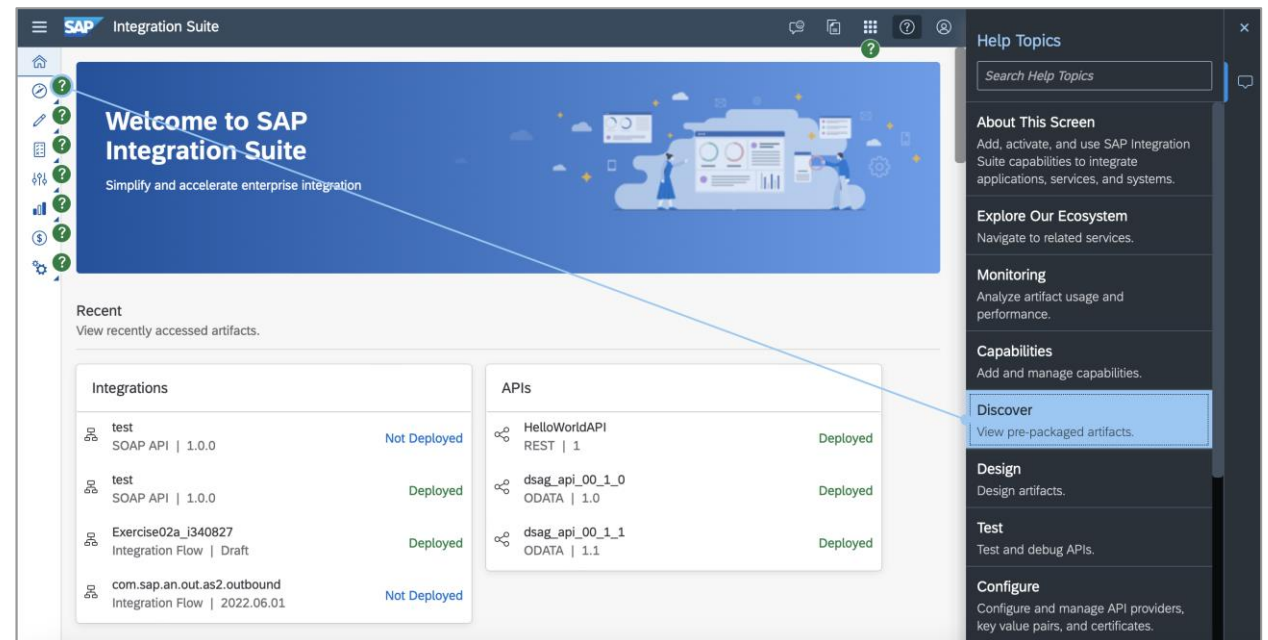 SAP Integration Suite
Help Topics
Search Help Topics
Welcome to SAP
Integration Suite
Simplify and accelerate enterprise integration
Recent
View recently accessed artifacts.
Integrations
test
SOAP API | 1.0.0
Not Deployed
test
SOAP API | 1.0.0
Deployed
Exercise02a_i340827
Integration Flow | Draft
Deployed
com.sap.an.out.as2.outbound
Integration Flow | 2022.06.01
Not Deployed
APIs
HelloWorldAPI
REST | 1
Deployed
dsag_api_00_1_0
ODATA | 1.0
Deployed
dsag_api_00_1_1
ODATA | 1.1
Deployed
About This Screen
Add, activate, and use SAP Integration
Suite capabilities to integrate
applications, services, and systems.
Explore Our Ecosystem
Navigate to related services.
Monitoring
Analyze artifact usage and
performance.
Capabilities
Add and manage capabilities.
Discover
View pre-packaged artifacts.
Design
Design artifacts.
Test
Test and debug APIs.
Configure
Configure and manage API providers,
key value pairs, and certificates.